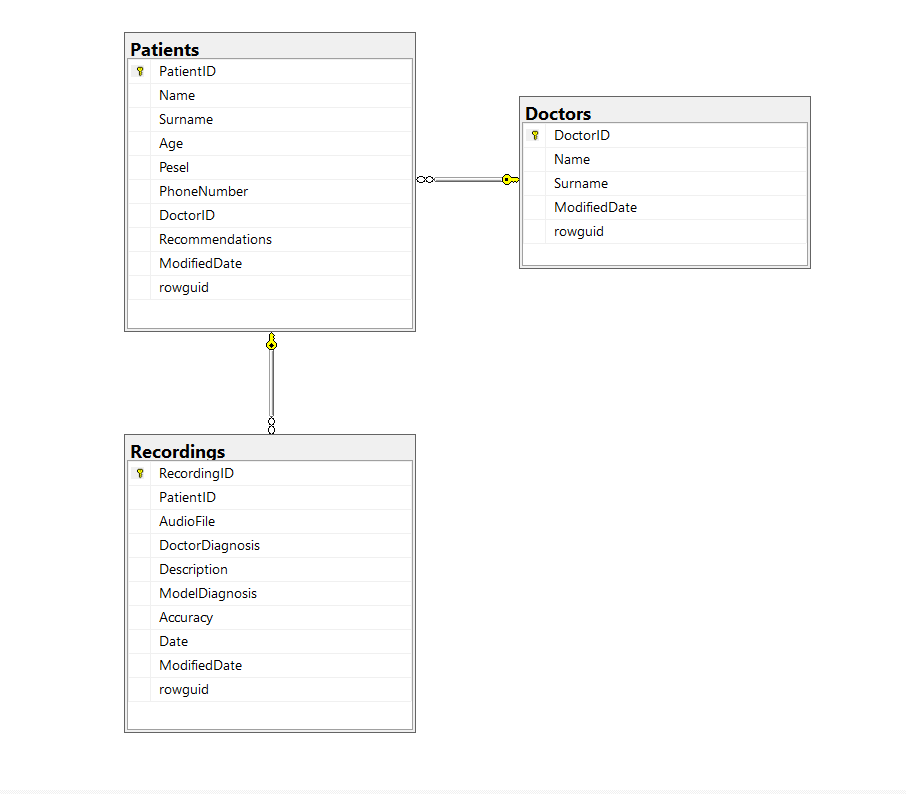 Patients
PatientID
Name
Surname
Age
Pesel
PhoneNumber
DoctorID
Recommendations
ModifiedDate
rowguid
Doctors
DoctorID
Name
Surname
ModifiedDate
rowguid
Recordings
RecordingID
PatientID
AudioFile
DoctorDiagnosis
Description
ModelDiagnosis
Accuracy
Date
ModifiedDate
rowguid